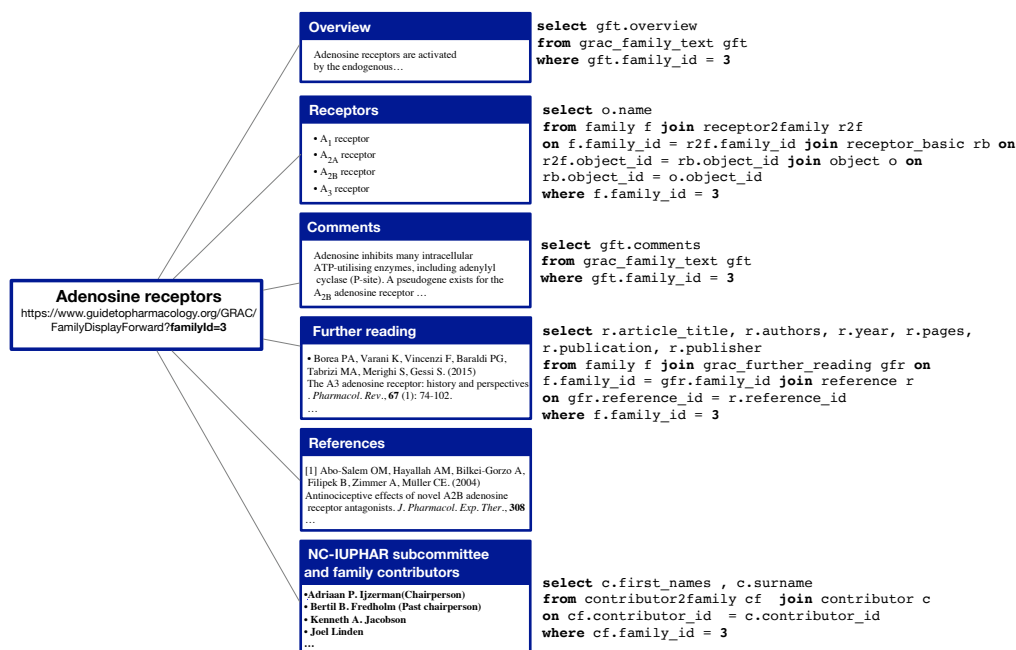 Overview
Adenosine receptors are activated
by the endogenous…
select gft.overview
from grac_family_text gft
where gft.family_id = 3
Receptors
• A1 receptor
• A2A receptor
• A2B receptor
• A3 receptor
select o.name
from family f join receptor2family r2f
on f.family_id = r2f.family_id join receptor_basic rb on
r2f.object_id = rb.object_id join object o on
rb.object_id = o.object_id
where f.family_id = 3
Comments
Adenosine inhibits many intracellular
ATP-utilising enzymes, including adenylyl
cyclase (P-site). A pseudogene exists for the
A2B adenosine receptor …
select gft.comments
from grac_family_text gft
where gft.family_id = 3
Adenosine receptors
https://www.guidetopharmacology.org/GRAC/
FamilyDisplayForward?familyId=3
Further reading
• Borea PA, Varani K, Vincenzi F, Baraldi PG,
Tabrizi MA, Merighi S, Gessi S. (2015)
The A3 adenosine receptor: history and perspectives
. Pharmacol. Rev., 67 (1): 74-102.
…
select r.article_title, r.authors, r.year, r.pages,
r.publication, r.publisher
from family f join grac_further_reading gfr on
f.family_id = gfr.family_id join reference r
on gfr.reference_id = r.reference_id
where f.family_id = 3
References
[1] Abo-Salem OM, Hayallah AM, Bilkei-Gorzo A,
Filipek B, Zimmer A, Müller CE. (2004)
Antinociceptive effects of novel A2B adenosine
receptor antagonists. J. Pharmacol. Exp. Ther., 308
…
NC-IUPHAR subcommittee
and family contributors
•Adriaan P. Ijzerman(Chairperson)
• Bertil B. Fredholm (Past chairperson)
• Kenneth A. Jacobson
• Joel Linden
…
select c.first_names , c.surname
from contributor2family cf join contributor c
on cf.contributor_id = c.contributor_id
where cf.family_id = 3